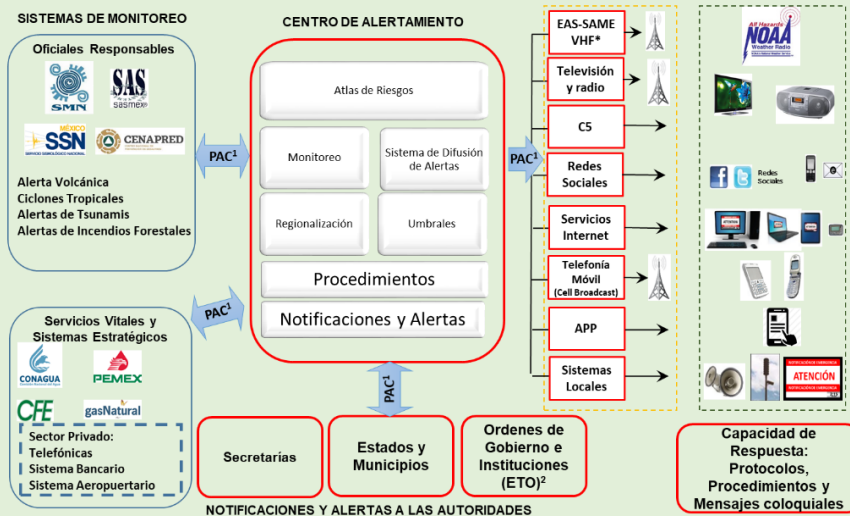 SISTEMAS DE MONITOREO
Oficiales Responsables
SMN
SAS
sasmex
MÉXICO
SSN
SERVICIO SISMOLÓGICO NACIONAL
CENAPRED
Alerta Volcánica
Ciclones Tropicales
Alertas de Tsunamis
Alertas de Incendios Forestales
PAC1
Servicios Vitales y
Sistemas Estratégicos
CONAGUA
PEMEX
CFE
gasNatural
Sector Privado:
Telefónicas
Sistema Bancario
Sistema Aeropuertario
PAC1
CENTRO DE ALERTAMIENTO
Atlas de Riesgos
Monitoreo
Sistema de Difusión
de Alertas
Regionalización
Umbrales
Procedimientos
Notificaciones y Alertas
PAC1
PAC1
EAS-SAME
VHF*
Televisión
y radio
C5
Redes
Sociales
Servicios
Internet
Telefonía
Móvil
(Cell Broadcast)
APP
Sistemas
Locales
All Hazards
NOAA
Weather Radio
Redes
Sociales
ATENCIÓN
Secretarías
Estados y
Municipios
Ordenes de
Gobierno e
Instituciones
(ETO)2
NOTIFICACIONES Y ALERTAS A LAS AUTORIDADES
Capacidad de
Respuesta:
Protocolos,
Procedimientos y
Mensajes coloquiales